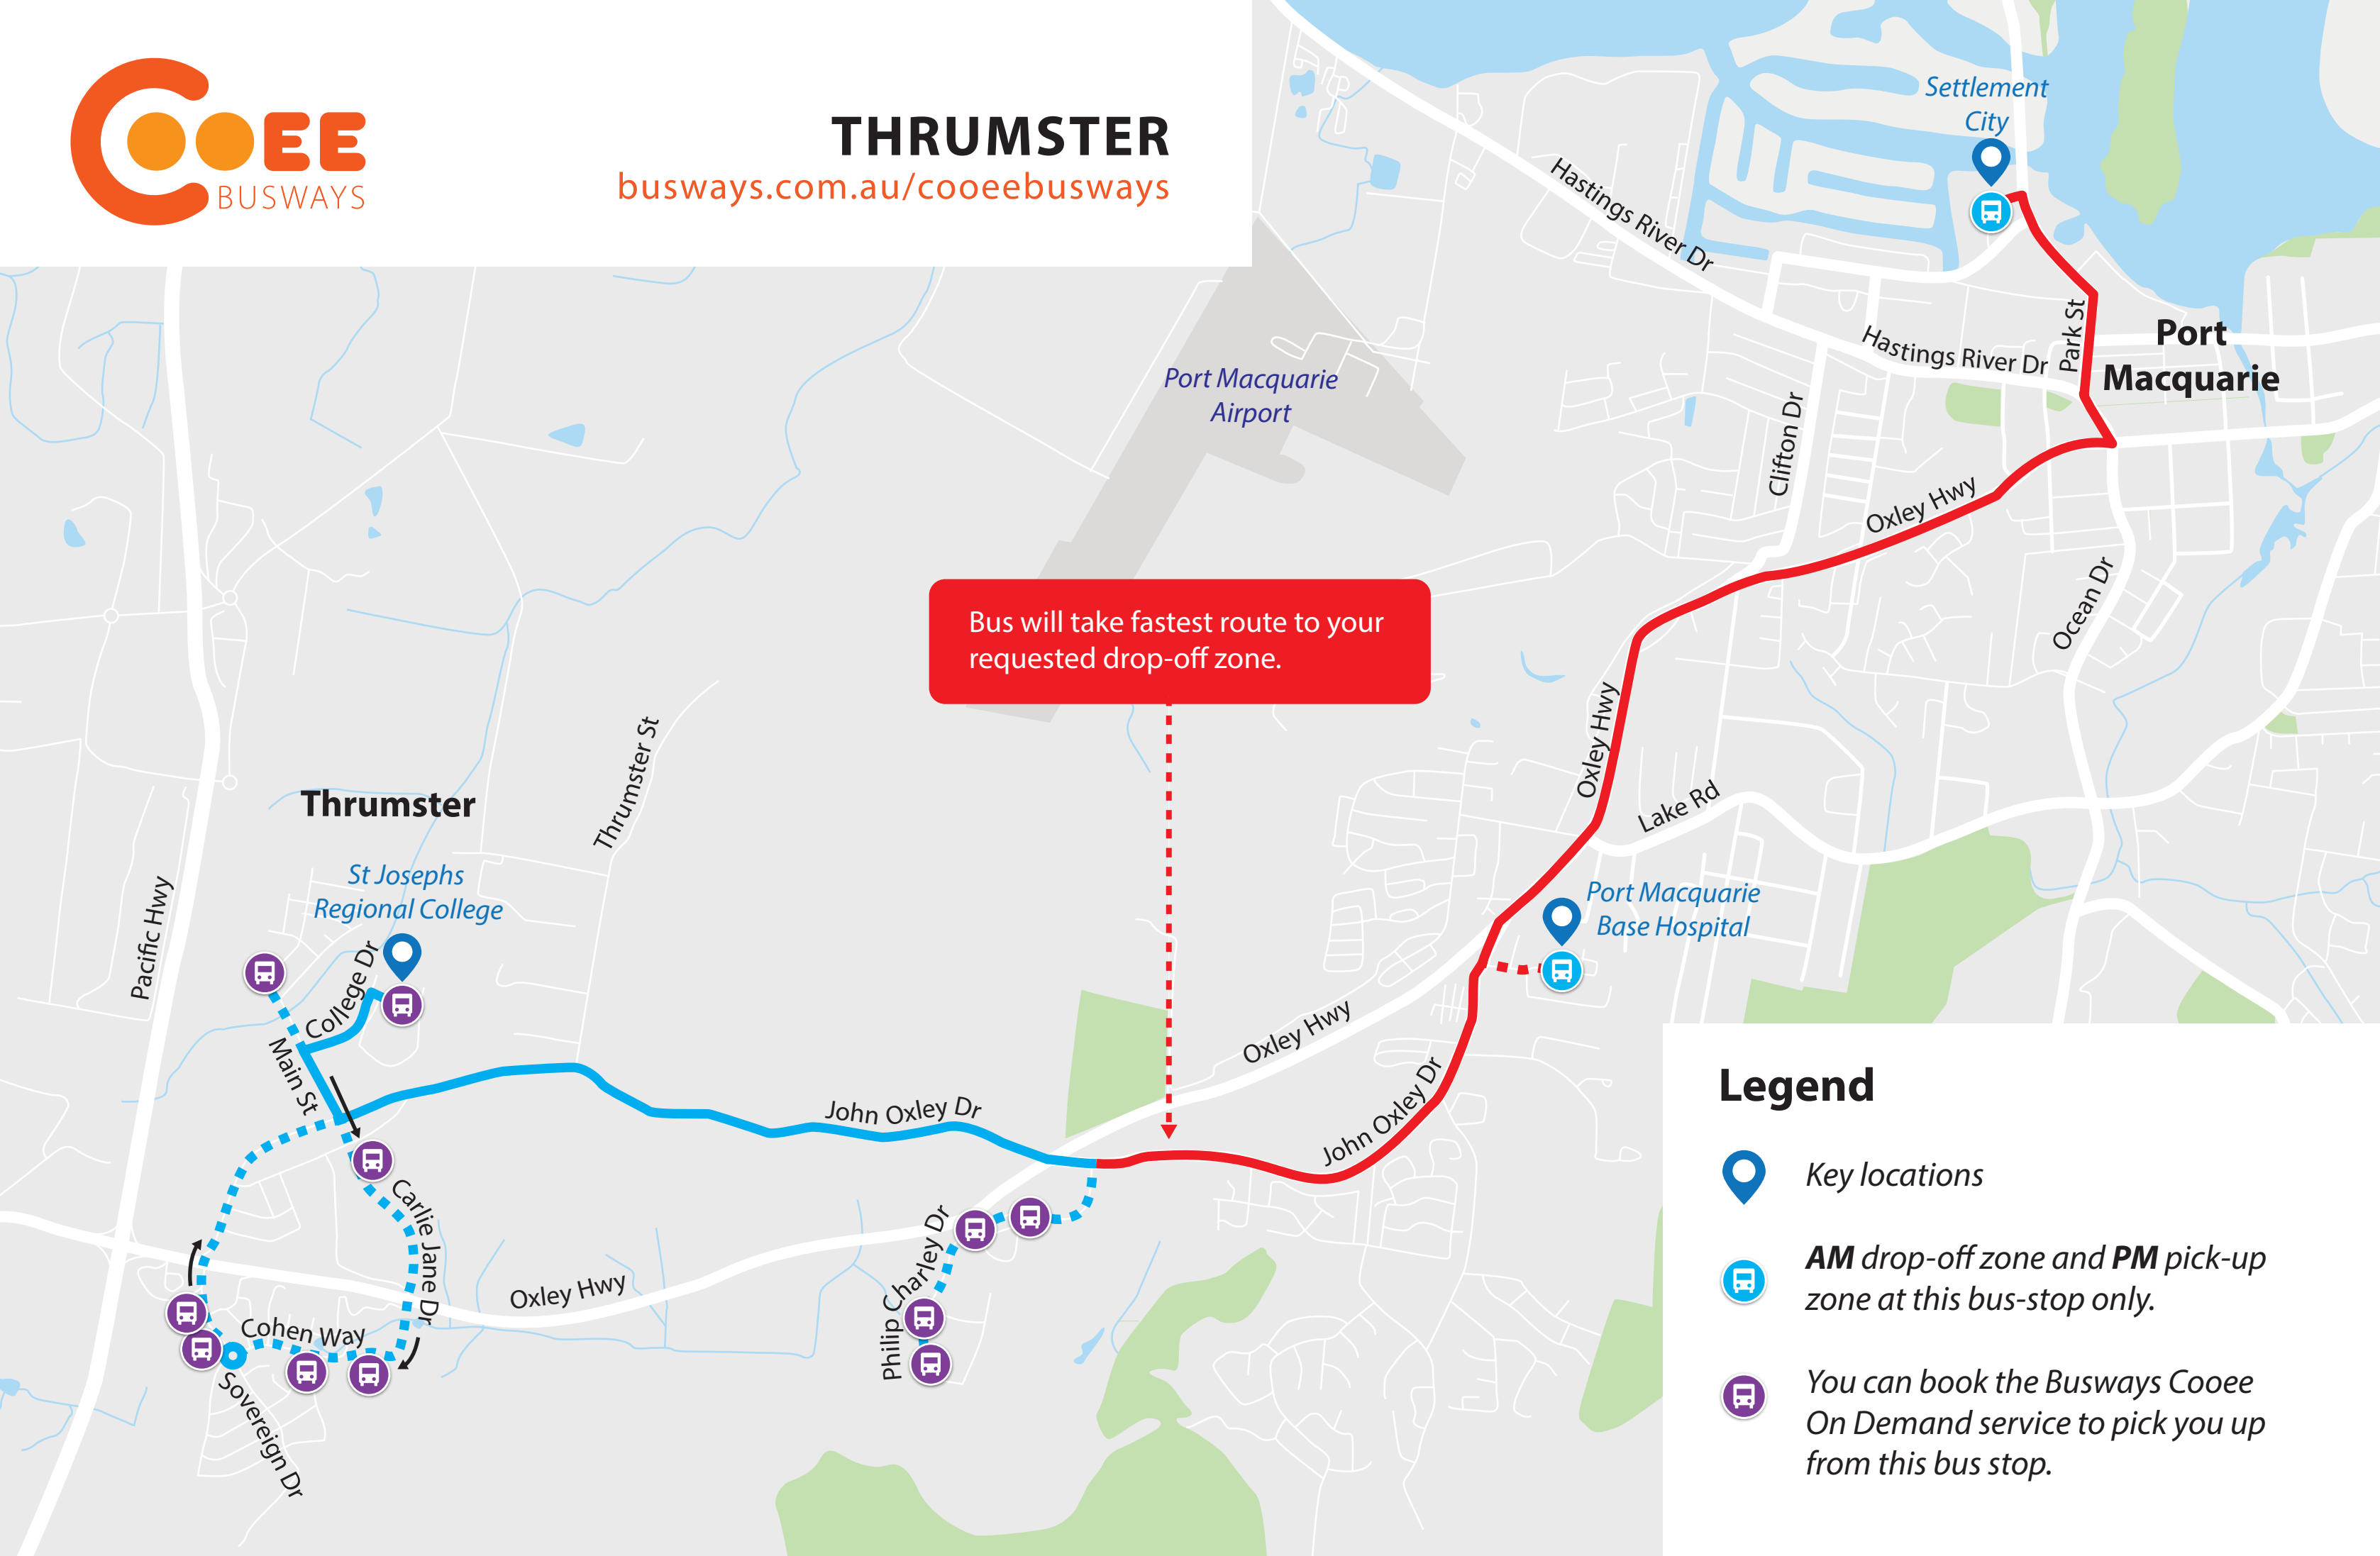 COOEE
BUSWAYS
THRUMSTER
busways.com.au/cooeebusways
Settlement
City
Hastings River Dr
Port Macquarie
Airport
Hastings River Dr
Park St
Port
Macquarie
Clifton Dr
Oxley Hwy
Ocean Dr
Bus will take fastest route to your
requested drop-off zone.
Oxley Hwy
Lake Rd
Thrumster St
Thrumster
St Josephs
Regional College
Pacific Hwy
College Dr
Main St
Port Macquarie
Base Hospital
Oxley Hwy
John Oxley Dr
John Oxley Dr
Carlie Jane Dr
Philip Charley Dr
Oxley Hwy
Cohen Way
Sovereign Dr
Legend
Key locations
AM drop-off zone and PM pick-up
zone at this bus-stop only.
You can book the Busways Cooee
On Demand service to pick you up
from this bus stop.